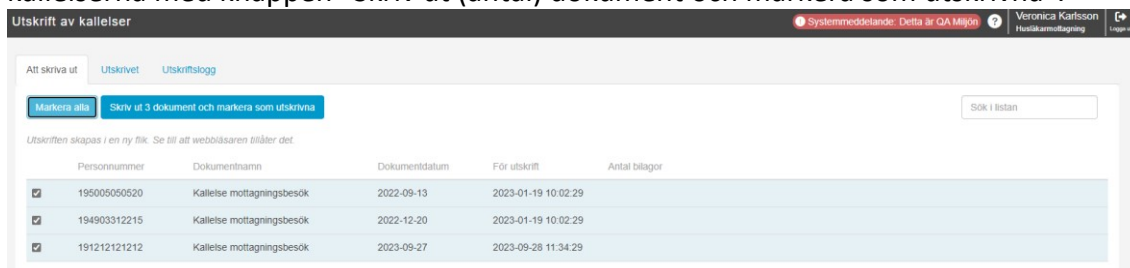 kallelserna med knappen "Skriv ut (antal) dokument och markera som utskrivna".
Utskrift av kallelser Systemmeddelande: Detta är QA Miljön ? Veronica Karlsson
Husläkarmottagning
Att skriva ut Utskrivet Utskriftslogg
Markera alla Skriv ut 3 dokument och markera som utskrivna Sök i listan
Utskriften skapas i en ny flik. Se till att webbläsaren tillåter det.
Personnummer Dokumentnamn Dokumentdatum För utskrift Antal bilagor
195005050520 Kallelse mottagningsbesök 2022-09-13 2023-01-19 10:02:29
194903312215 Kallelse mottagningsbesök 2022-12-20 2023-01-19 10:02:29
191212121212 Kallelse mottagningsbesök 2023-09-27 2023-09-28 11:34:29